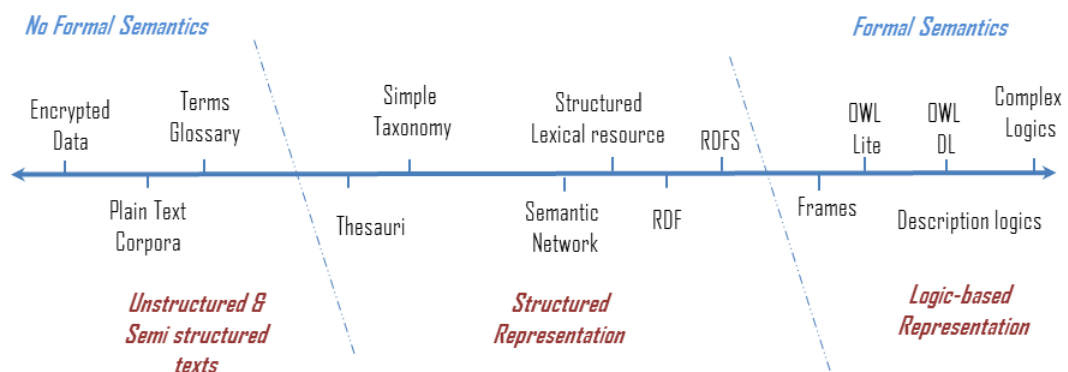 No Formal Semantics
Formal Semantics
Encrypted
Data
Terms
Glossary
Simple
Taxonomy
Structured
Lexical resource
RDFS
OWL
Lite
OWL
DL
Complex
Logics
Plain Text
Corpora
Thesauri
Semantic
Network
RDF
Frames
Description logics
Unstructured &
Semi structured
texts
Structured
Representation
Logic-based
Representation